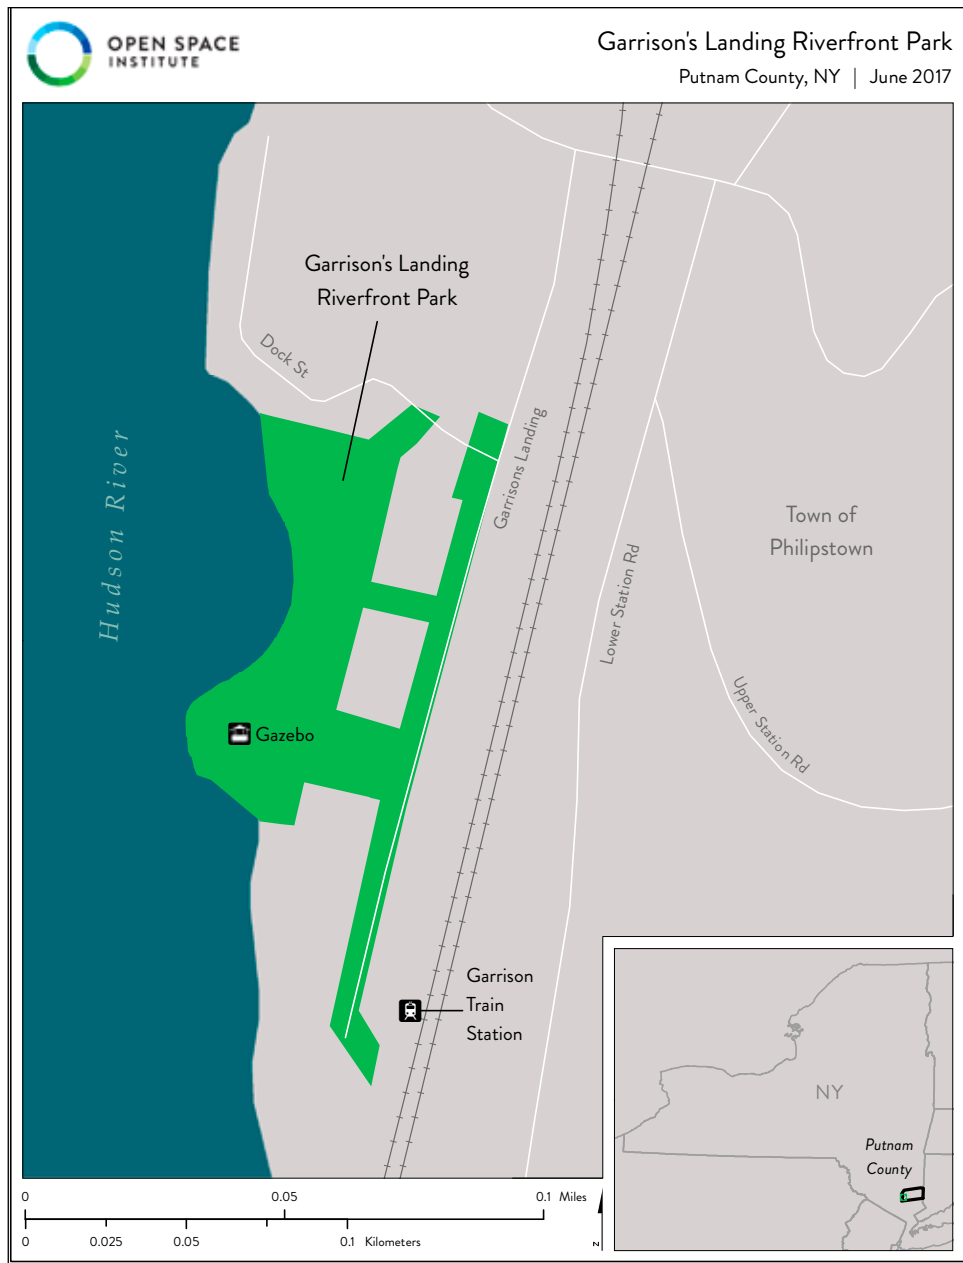 OPEN SPACE
INSTITUTE
Garrison's Landing Riverfront Park
Putnam County, NY | June 2017
Garrison's Landing
Riverfront Park
Dock St
Garrisons Landing
Hudson River
Town of
Philipstown
Lower Station Rd
Upper Station Rd
Gazebo
Garrison
Train
Station
NY
Putnam
County
0 0.05 0.1 Miles
0 0.025 0.05 0.1 Kilometers
N